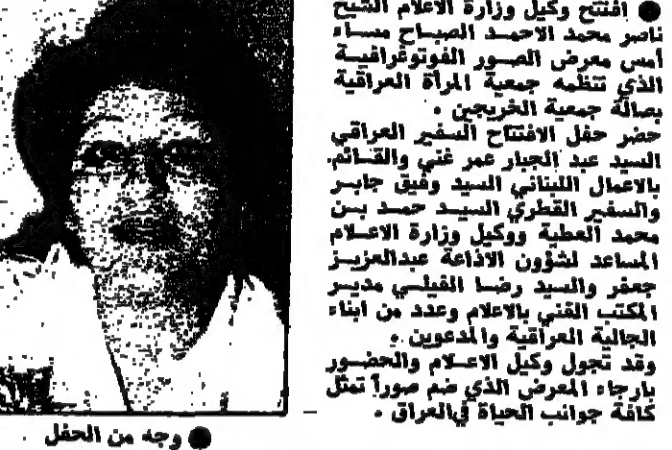 ● إفتتح وكيل وزارة الاعلام الشيخ
ناصر محمد الاحمد الصباح مساء
أمس معرض الصور الفوتوغرافية
الذي تنظمه جمعية المرأة العراقية
بصالة جمعية الخريجين .
حضر حفل الافتتاح السفير العراقي
السيد عبد الجبار عمر غني والقائم
بالاعمال اللبناني السيد وفيق جابر
والسفير القطري السيد حمد بن
محمد العطية ووكيل وزارة الاعلام
المساعد لشؤون الاذاعة عبدالعزيز
جعفر والسيد رضا الفيلي مدير
المكتب الفني بالاعلام وعدد من ابناء
الجالية العراقية والمدعوين .
وقد تجول وكيل الاعلام والحضور
بارجاء المعرض الذي ضم صوراً تمثل
كافة جوانب الحياة في العراق .
● وجه من الحفل